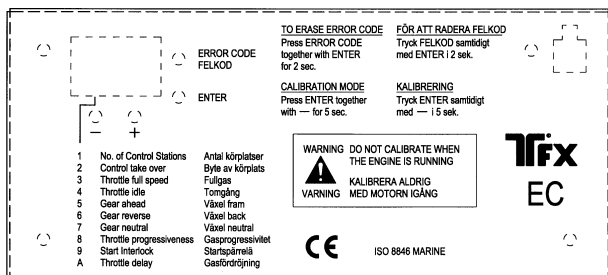 ERROR CODE
FELKOD
ENTER
− +
1 No. of Control Stations Antal körplatser
2 Control take over Byte av körplats
3 Throttle full speed Fullgas
4 Throttle idle Tomgång
5 Gear ahead Växel fram
6 Gear reverse Växel back
7 Gear neutral Växel neutral
8 Throttle progressiveness Gasprogressivitet
9 Start Interlock Startspärrelä
A Throttle delay Gasfördröjning
TO ERASE ERROR CODE
Press ERROR CODE
together with ENTER
for 2 sec.
FÖR ATT RADERA FELKOD
Tryck FELKOD samtidigt
med ENTER i 2 sek.
CALIBRATION MODE
Press ENTER together
with — for 5 sec.
KALIBRERING
Tryck ENTER samtidigt
med — i 5 sek.
WARNING DO NOT CALIBRATE WHEN
THE ENGINE IS RUNNING
KALIBRERA ALDRIG
VARNING MED MOTORN IGÅNG
CE ISO 8846 MARINE
TTFX
EC